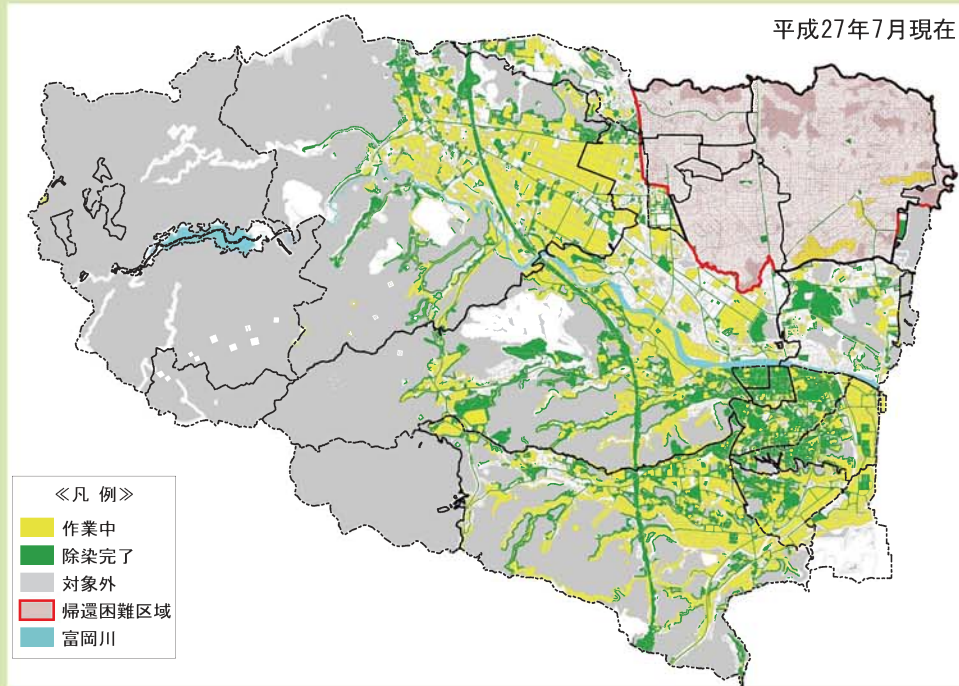 平成27年7月現在
≪凡 例≫
作業中
除染完了
対象外
帰還困難区域
富岡川